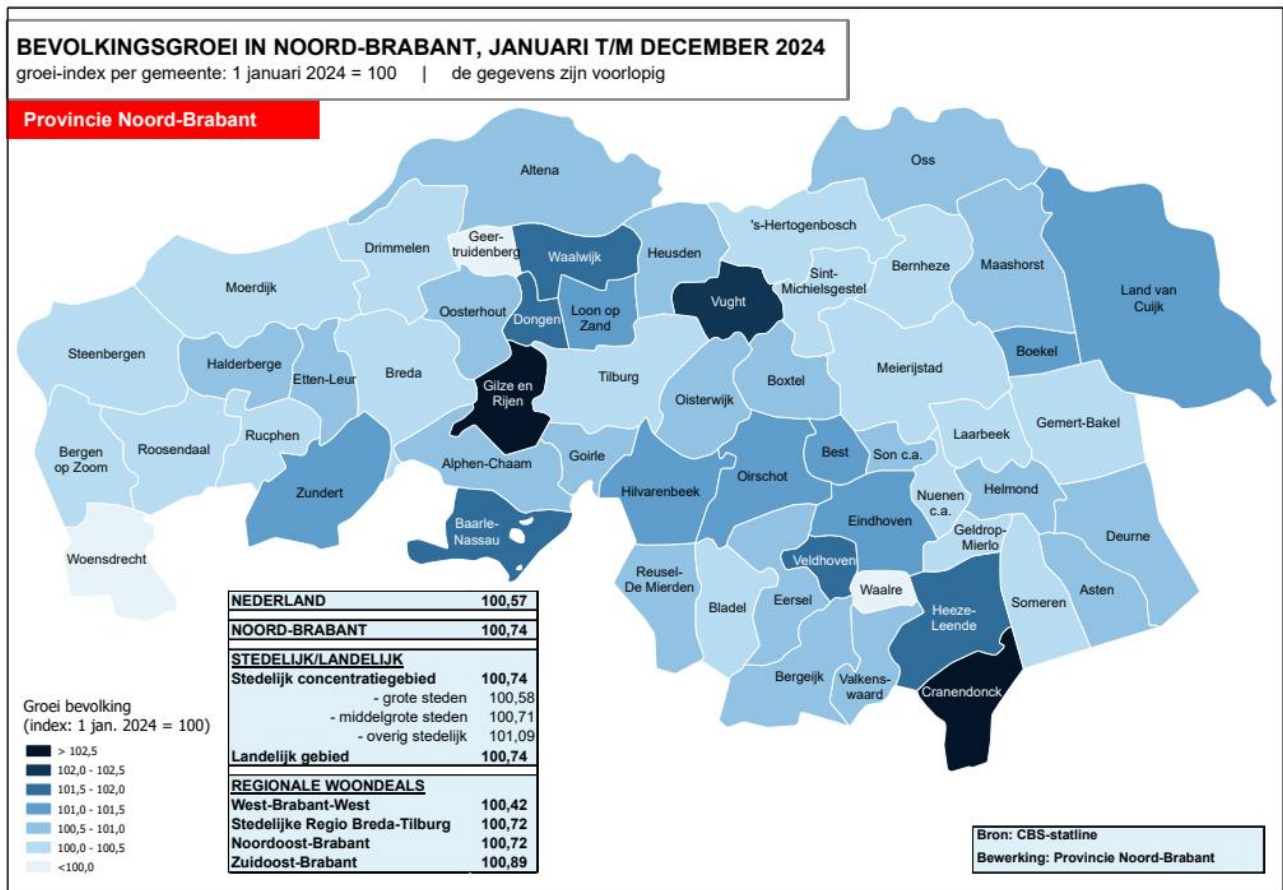 BEVOLKINGSGROEI IN NOORD-BRABANT, JANUARI T/M DECEMBER 2024
groei-index per gemeente: 1 januari 2024 = 100 | de gegevens zijn voorlopig
Provincie Noord-Brabant
Altena
Oss
Drimmelen
Geer-
truidenberg
Waalwijk
Heusden
's-Hertogenbosch
Sint-
Michielsgestel
Bernheze
Maashorst
Land van
Cuijk
Moerdijk
Oosterhout
Dongen
Loon op
Zand
Vught
Boekel
Steenbergen
Halderberge
Etten-Leur
Breda
Gilze en
Rijen
Tilburg
Oisterwijk
Boxtel
Meierijstad
Gemert-Bakel
Bergen
op Zoom
Roosendaal
Rucphen
Zundert
Alphen-Chaam
Goirle
Hilvarenbeek
Oirschot
Best
Son c.a.
Laarbeek
Nuenen
c.a.
Helmond
Woensdrecht
Baarle-
Nassau
Eindhoven
Geldrop-
Mierlo
Deurne
Reusel-
De Mierden
Bladel
Eersel
Veldhoven
Waalre
Heeze-
Leende
Someren
Asten
Bergeijk
Valkens-
waard
Cranendonck
NEDERLAND 100,57
NOORD-BRABANT 100,74
STEDELIJK/LANDELIJK
Stedelijk concentratiegebied 100,74
- grote steden 100,58
- middelgrote steden 100,71
- overig stedelijk 101,09
Landelijk gebied 100,74
REGIONALE WOONDEALS
West-Brabant-West 100,42
Stedelijke Regio Breda-Tilburg 100,72
Noordoost-Brabant 100,72
Zuidoost-Brabant 100,89
Groei bevolking
(index: 1 jan. 2024 = 100)
> 102,5
102,0 - 102,5
101,5 - 102,0
101,0 - 101,5
100,5 - 101,0
100,0 - 100,5
<100,0
Bron: CBS-statline
Bewerking: Provincie Noord-Brabant